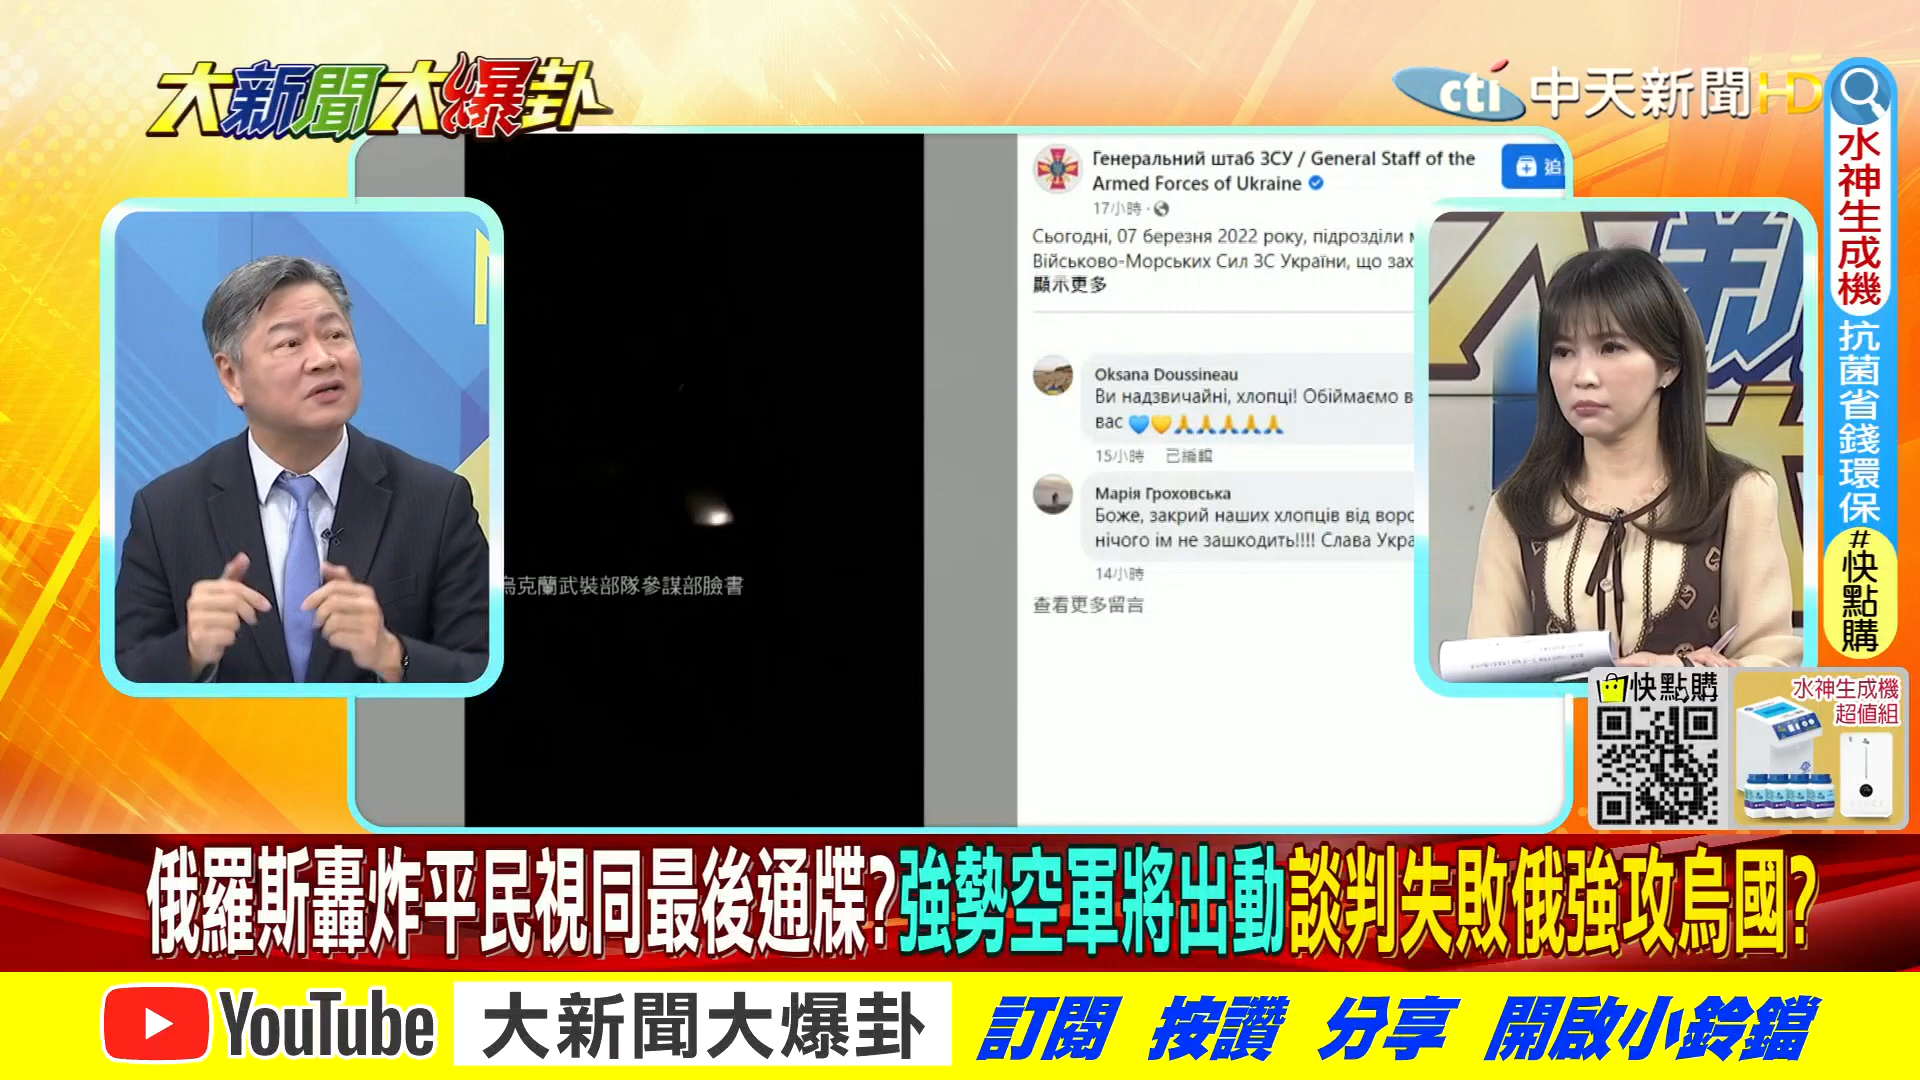 大新聞大爆卦
cti 中天新聞HD
水神生成機
抗菌省錢環保
#快點購
Генеральний штаб ЗСУ / General Staff of the
Armed Forces of Ukraine
追
17小時
Сьогодні, 07 березня 2022 року, підрозділи
Військово-Морських Сил ЗС України, що зах
顯示更多
Oksana Doussineau
Ви надзвичайні, хлопці! Обіймаємо в
вас 💙💛🙏🙏🙏🙏🙏
15小時 已編輯
Марія Гроховська
Боже, закрий наших хлопців від воро
нічого ім не зашкодить!!!! Слава Укра
14小時
查看更多留言
烏克蘭武裝部隊參謀部臉書
快點購
水神生成機
超值組
俄羅斯轟炸平民視同最後通牒?強勢空軍將出動談判失敗俄強攻烏國?
YouTube 大新聞大爆卦 訂閱 按讚 分享 開啟小鈴鐺